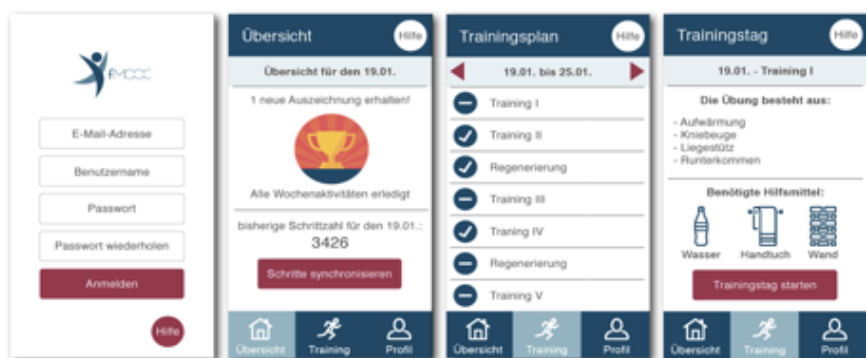 E-Mail-Adresse
Benutzername
Passwort
Passwort wiederholen
Anmelden
Hilfe
Übersicht
Hilfe
Übersicht für den 19.01.
1 neue Auszeichnung erhalten!
Alle Wochenaktivitäten erledigt
bisherige Schrittzahl für den 19.01.:
3426
Schritte synchronisieren
Übersicht Training Profil
Trainingsplan
Hilfe
19.01. bis 25.01.
Training I
Training II
Regenerierung
Training III
Traning IV
Regenerierung
Training V
Übersicht Training Profil
Trainingstag
Hilfe
19.01. - Training I
Die Übung besteht aus:
- Aufwärmung
- Kniebeuge
- Liegestütz
- Runterkommen
Benötigte Hilfsmittel:
Wasser Handtuch Wand
Trainingstag starten
Übersicht Training Profil